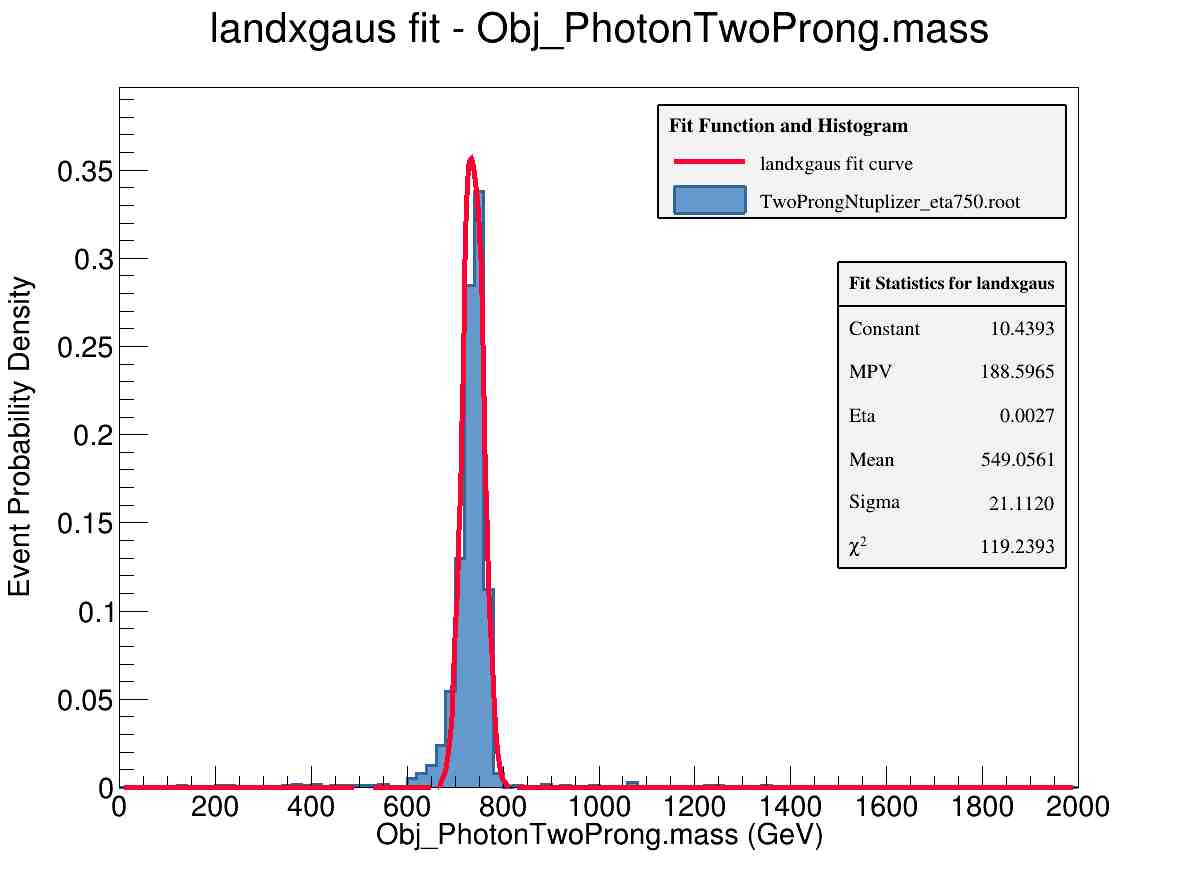 landxgaus fit - Obj_PhotonTwoProng.mass
Fit Function and Histogram
landxgaus fit curve
TwoProngNtuplizer_eta750.root
Fit Statistics for landxgaus
Constant 10.4393
MPV 188.5965
Eta 0.0027
Mean 549.0561
Sigma 21.1120
χ² 119.2393
Event Probability Density
0.35
0.3
0.25
0.2
0.15
0.1
0.05
0
0 200 400 600 800 1000 1200 1400 1600 1800 2000
Obj_PhotonTwoProng.mass (GeV)